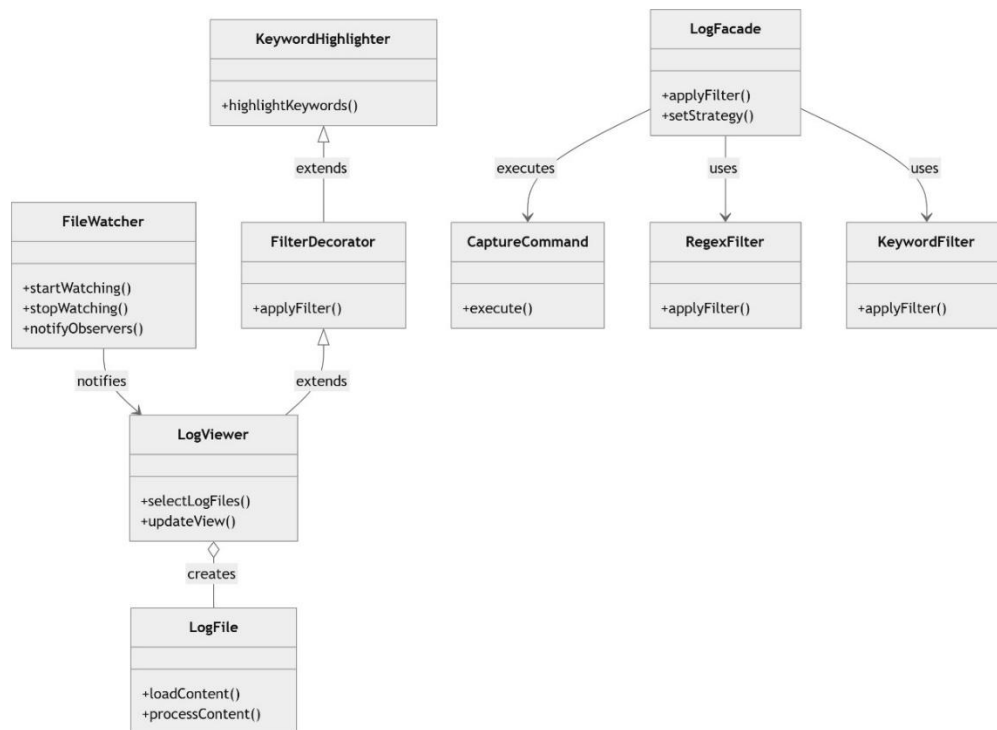 KeywordHighlighter
+highlightKeywords()
LogFacade
+applyFilter()
+setStrategy()
extends
executes
uses
uses
FileWatcher
+startWatching()
+stopWatching()
+notifyObservers()
FilterDecorator
+applyFilter()
CaptureCommand
+execute()
RegexFilter
+applyFilter()
KeywordFilter
+applyFilter()
notifies
extends
LogViewer
+selectLogFiles()
+updateView()
creates
LogFile
+loadContent()
+processContent()